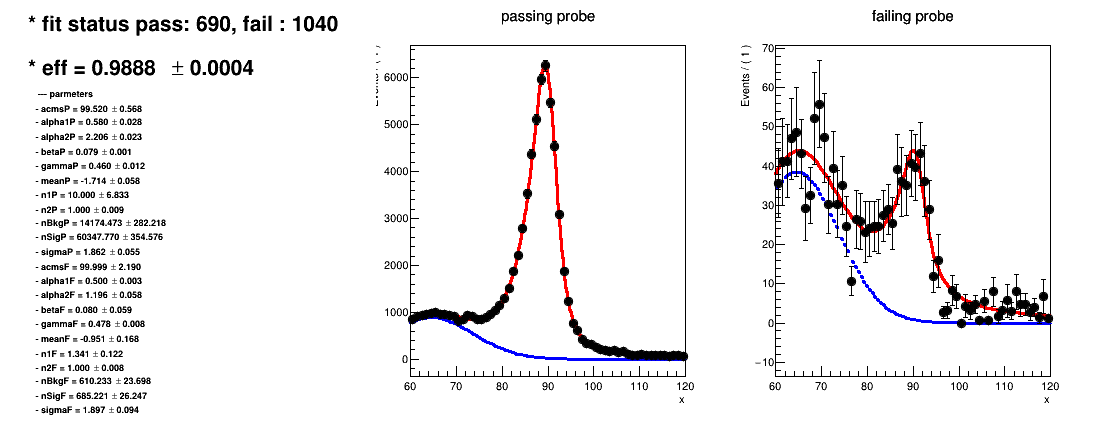 * fit status pass: 690, fail : 1040
* eff = 0.9888 ± 0.0004
--- parmeters
- acmsP = 99.520 ± 0.568
- alpha1P = 0.580 ± 0.028
- alpha2P = 2.206 ± 0.023
- betaP = 0.079 ± 0.001
- gammaP = 0.460 ± 0.012
- meanP = -1.714 ± 0.058
- n1P = 10.000 ± 6.833
- n2P = 1.000 ± 0.009
- nBkgP = 14174.473 ± 282.218
- nSigP = 60347.770 ± 354.576
- sigmaP = 1.862 ± 0.055
- acmsF = 99.999 ± 2.190
- alpha1F = 0.500 ± 0.003
- alpha2F = 1.196 ± 0.058
- betaF = 0.080 ± 0.059
- gammaF = 0.478 ± 0.008
- meanF = -0.951 ± 0.168
- n1F = 1.341 ± 0.122
- n2F = 1.000 ± 0.008
- nBkgF = 610.233 ± 23.698
- nSigF = 685.221 ± 26.247
- sigmaF = 1.897 ± 0.094
passing probe
6000
5000
4000
3000
2000
1000
0
60 70 80 90 100 110 120
x
failing probe
Events / ( 1 )
70
60
50
40
30
20
10
0
−10
60 70 80 90 100 110 120
x